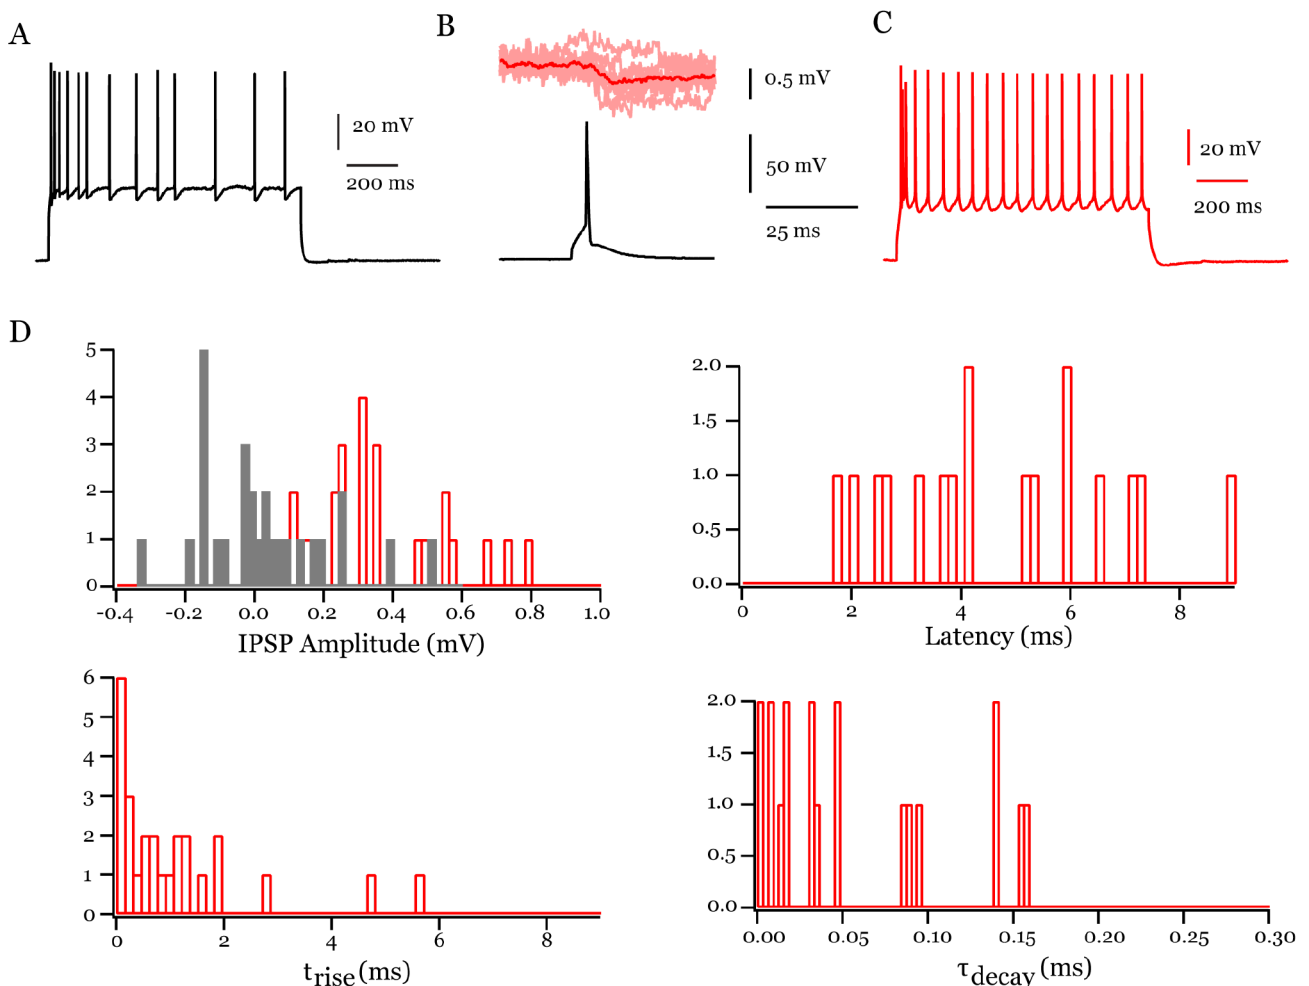 A
20 mV
200 ms
B
0.5 mV
50 mV
25 ms
C
20 mV
200 ms
D
5
4
3
2
1
0
-0.4 -0.2 0.0 0.2 0.4 0.6 0.8 1.0
IPSP Amplitude (mV)
2.0
1.5
1.0
0.5
0.0
0 2 4 6 8
Latency (ms)
6
5
4
3
2
1
0
0 2 4 6 8
trise (ms)
2.0
1.5
1.0
0.5
0.0
0.00 0.05 0.10 0.15 0.20 0.25 0.30
τdecay (ms)